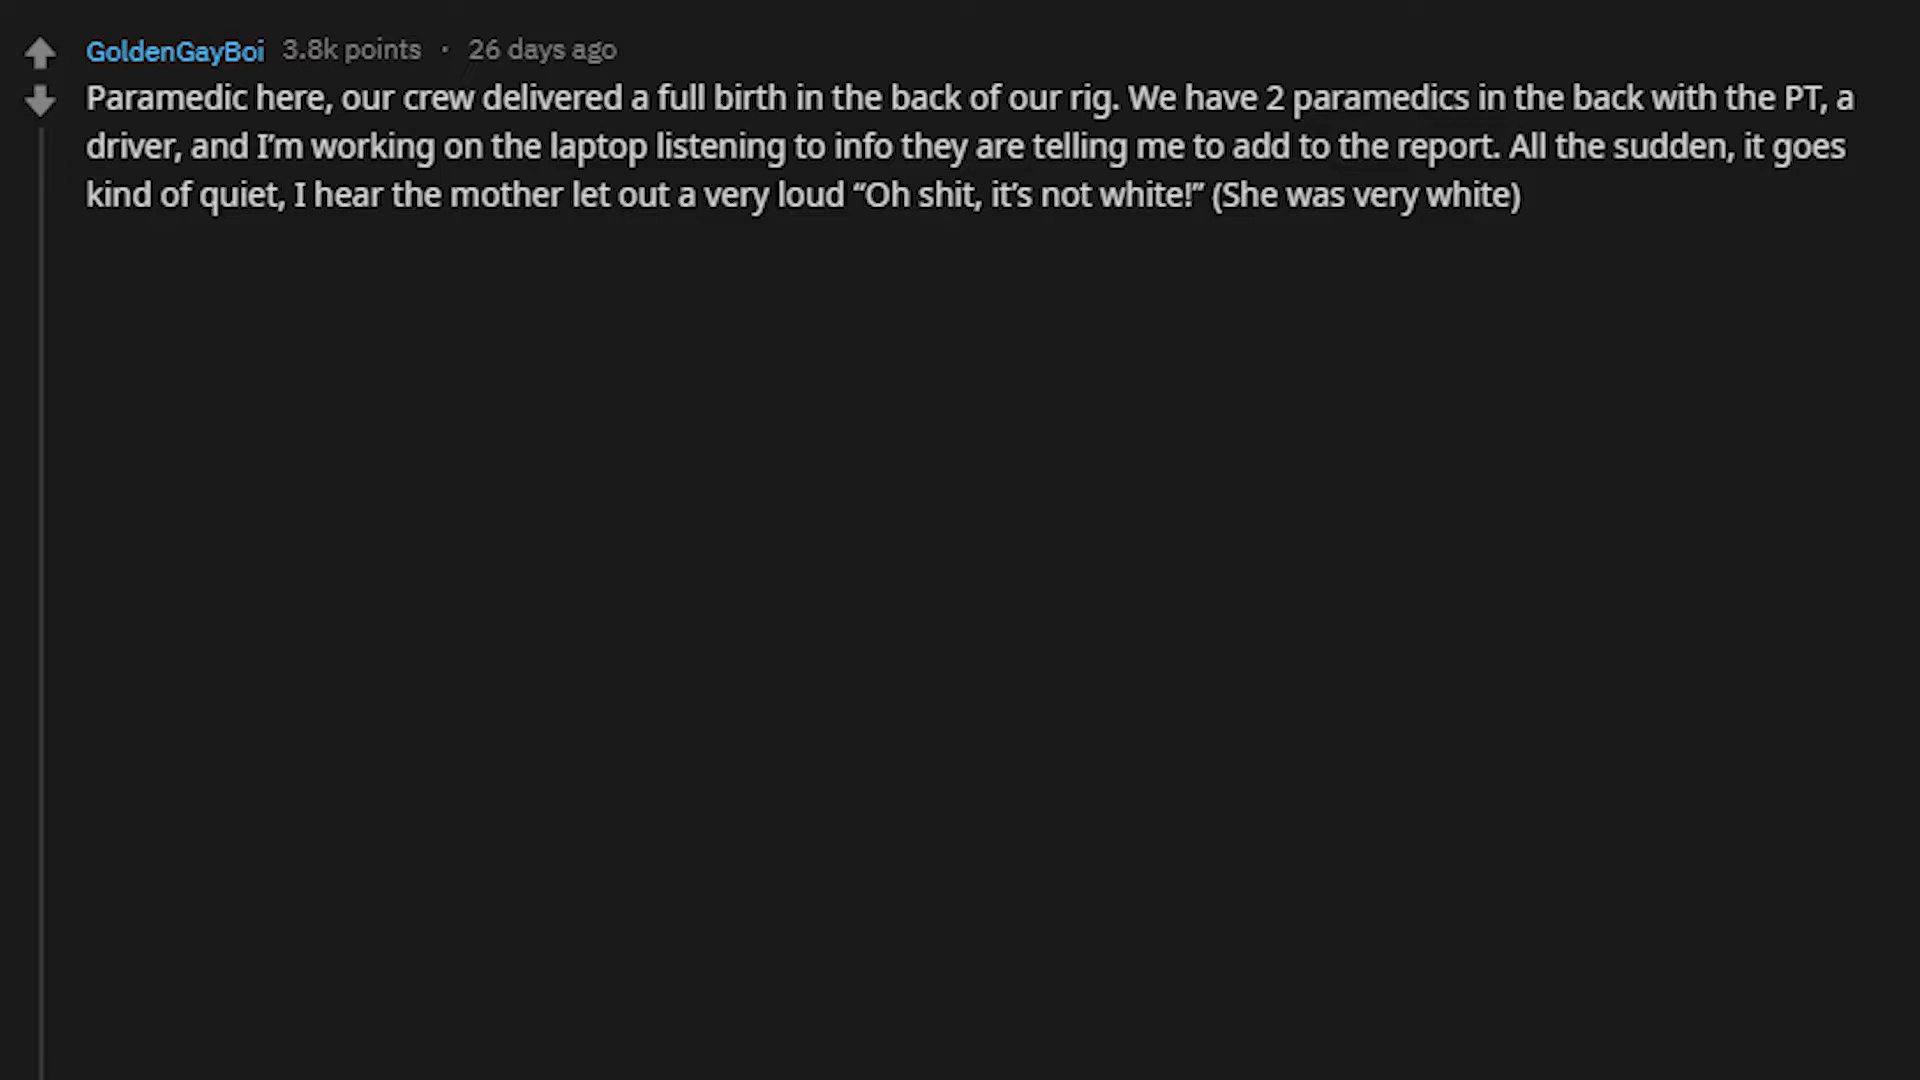 GoldenGayBoi 3.8k points · 26 days ago
Paramedic here, our crew delivered a full birth in the back of our rig. We have 2 paramedics in the back with the PT, a
driver, and I’m working on the laptop listening to info they are telling me to add to the report. All the sudden, it goes
kind of quiet, I hear the mother let out a very loud “Oh shit, it’s not white!” (She was very white)